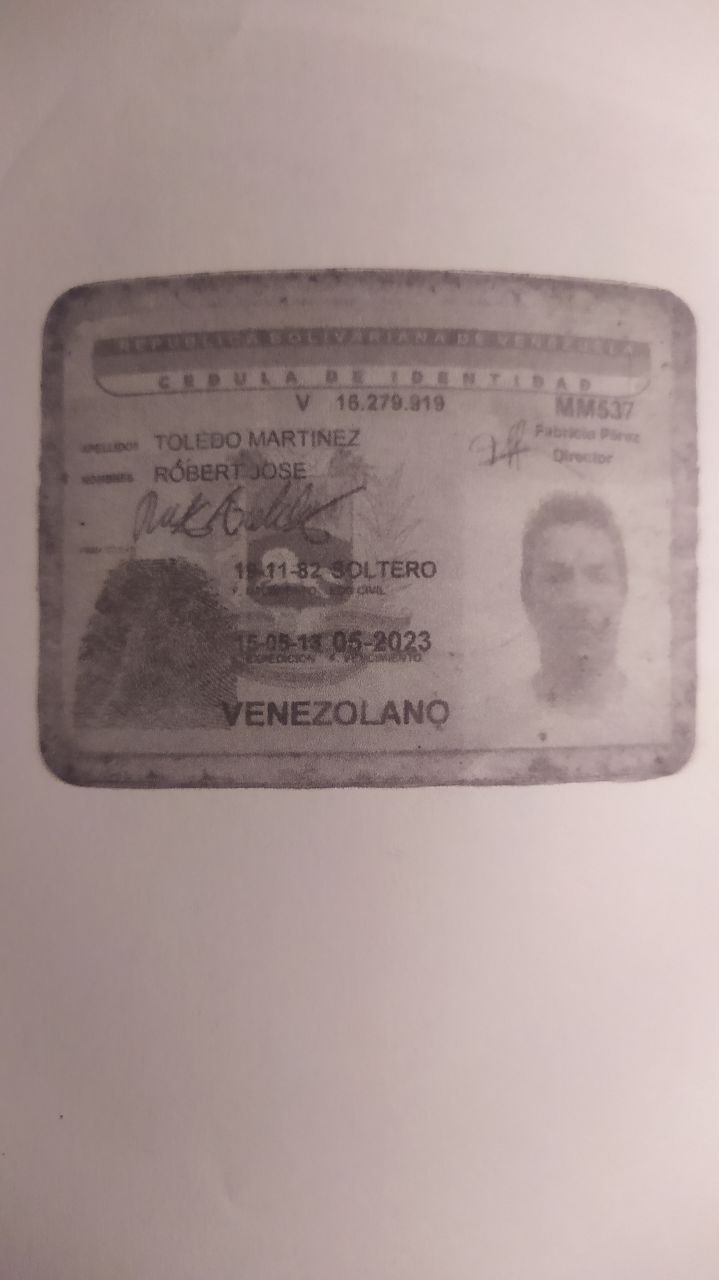 REPUBLICA BOLIVARIANA DE VENEZUELA
CEDULA DE IDENTIDAD
V 16.279.919 MM537
APELLIDOS TOLEDO MARTINEZ
Fabricio Pérez
Director
NOMBRES ROBERT JOSE
19-11-82 SOLTERO
F. NACIMIENTO EDO CIVIL
15-05-13 05-2023
F. EXPEDICION F. VENCIMIENTO
VENEZOLANO